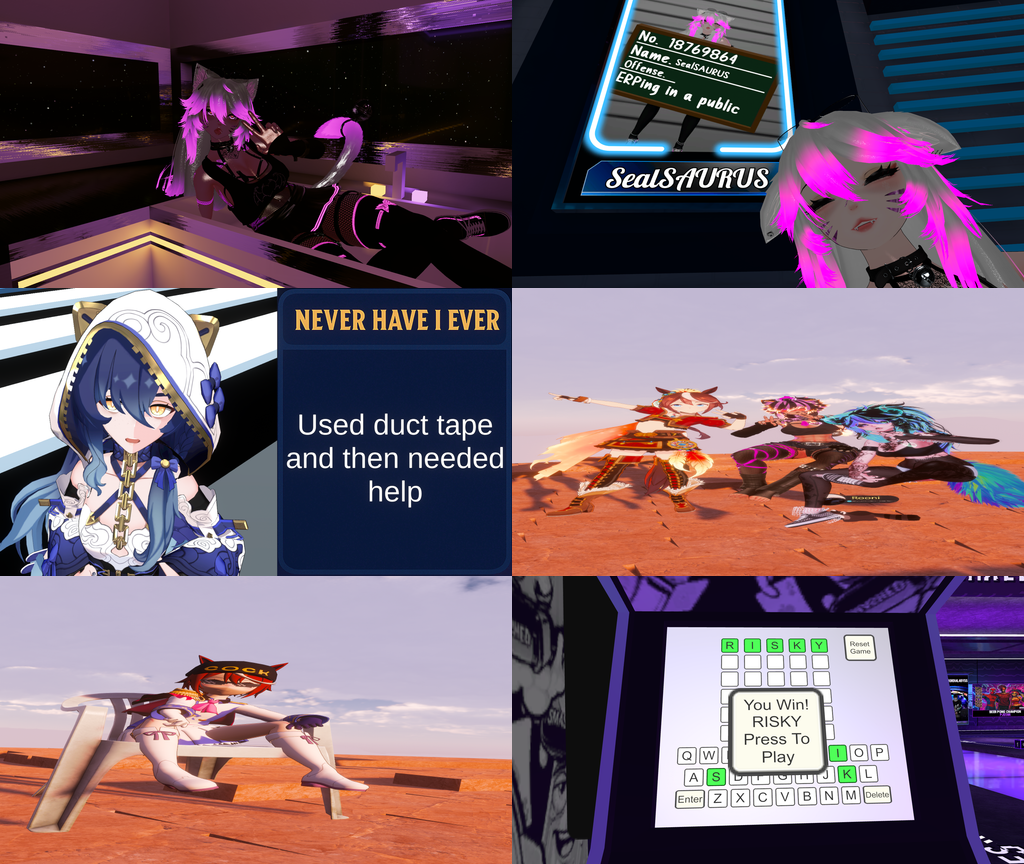 No. 18769864
Name. SealSAURUS
Offense.
ERPing in a public
SealSAURUS
NEVER HAVE I EVER
Used duct tape
and then needed
help
COCK
R I S K Y
Reset
Game
You Win!
RISKY
Press To
Play
Q W I O P
A S D F G H J K L
Enter Z X C V B N M Delete